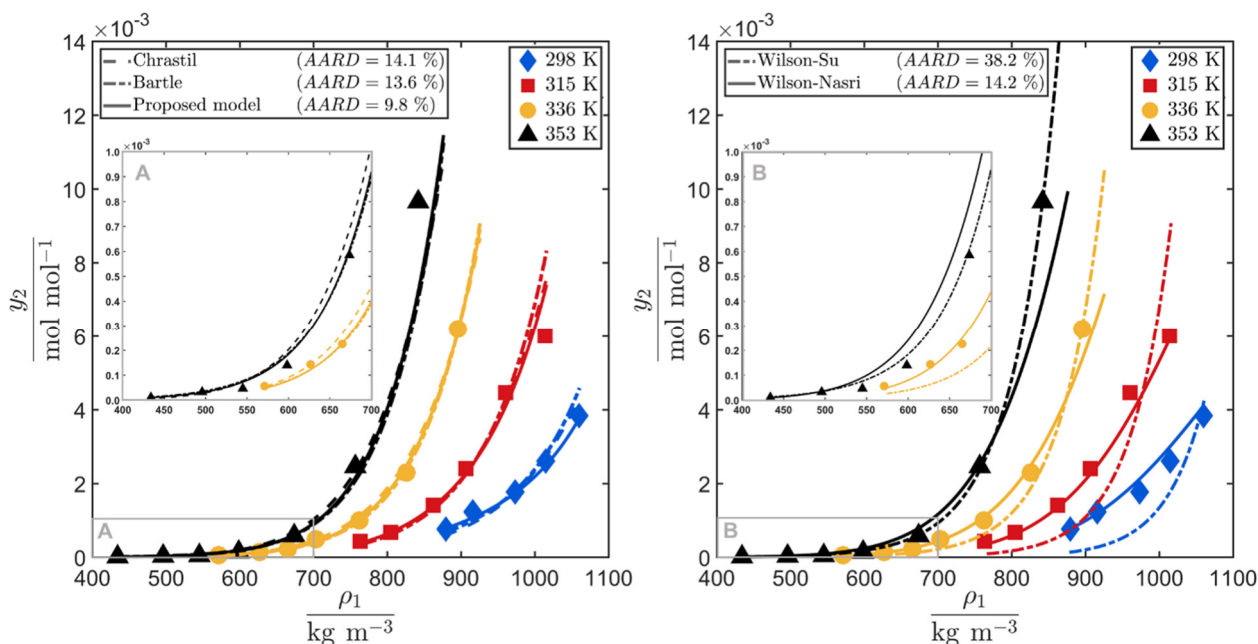 ×10⁻³
14
12
10
8
6
4
2
0
y₂
mol mol⁻¹
Chrastil (AARD = 14.1 %)
Bartle (AARD = 13.6 %)
Proposed model (AARD = 9.8 %)
298 K
315 K
336 K
353 K
×10⁻³
1.0
0.9
0.8
0.7
0.6
0.5
0.4
0.3
0.2
0.1
0
A
400 450 500 550 600 650 700
A
400 500 600 700 800 900 1000 1100
ρ₁
kg m⁻³
×10⁻³
14
12
10
8
6
4
2
0
y₂
mol mol⁻¹
Wilson-Su (AARD = 38.2 %)
Wilson-Nasri (AARD = 14.2 %)
298 K
315 K
336 K
353 K
×10⁻³
1.0
0.9
0.8
0.7
0.6
0.5
0.4
0.3
0.2
0.1
0
B
400 450 500 550 600 650 700
B
400 500 600 700 800 900 1000 1100
ρ₁
kg m⁻³